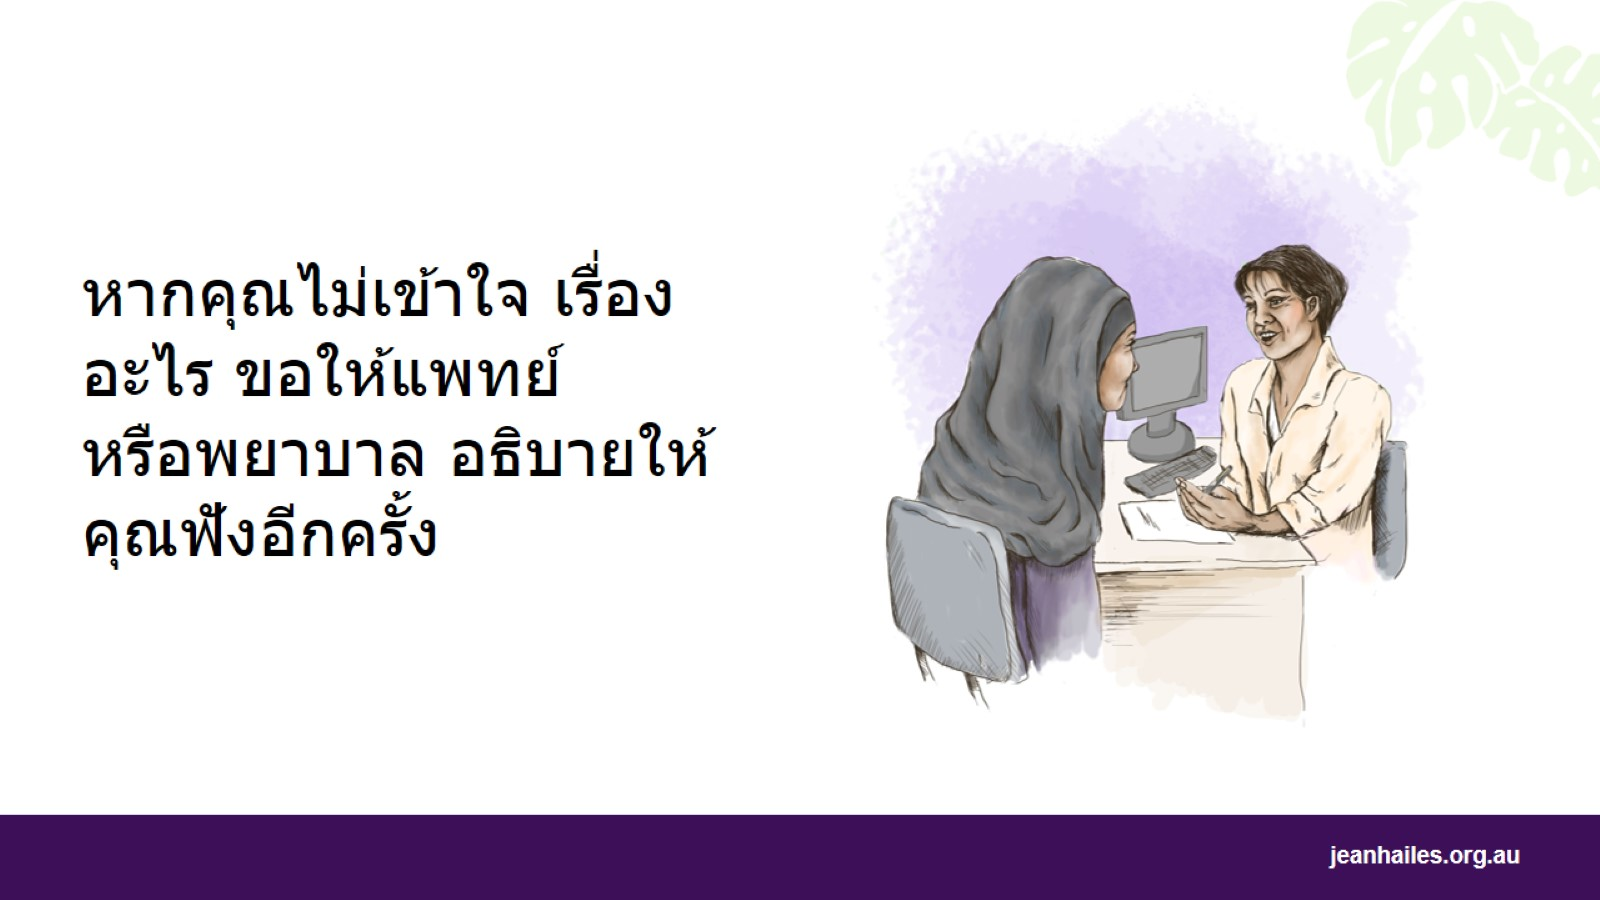 หากคุณไม่เข้าใจ เรื่อง
อะไร ขอให้แพทย์
หรือพยาบาล อธิบายให้
คุณฟังอีกครั้ง
jeanhailes.org.au